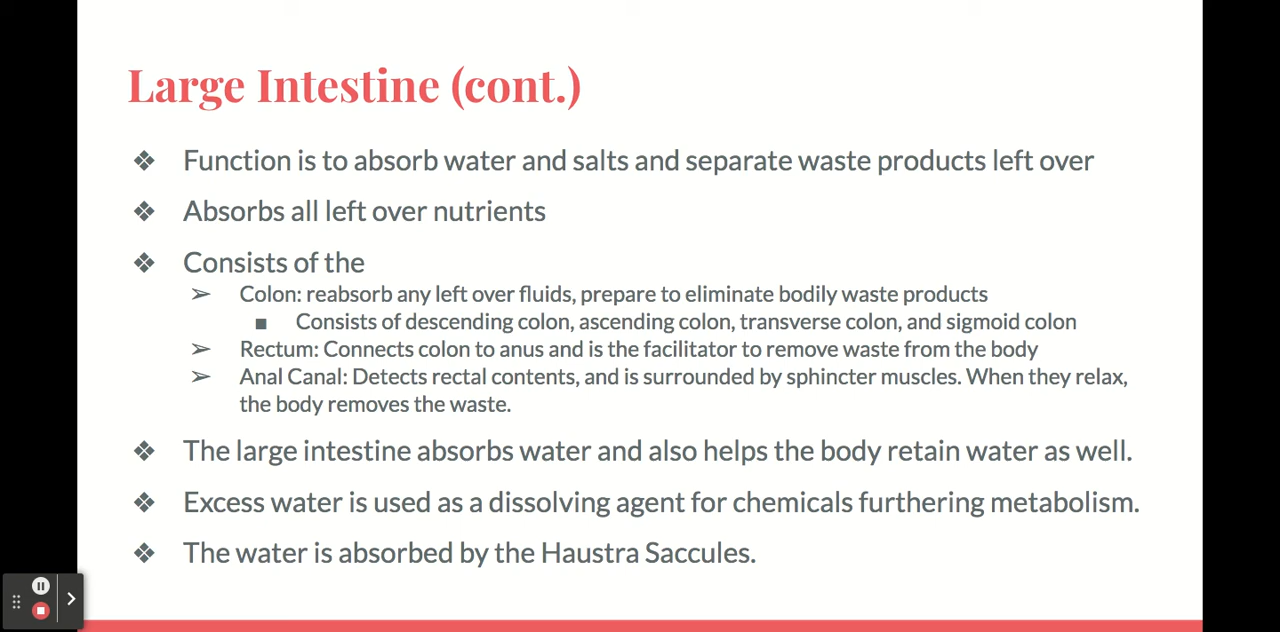 Large Intestine (cont.)
❖ Function is to absorb water and salts and separate waste products left over
❖ Absorbs all left over nutrients
❖ Consists of the
➢ Colon: reabsorb any left over fluids, prepare to eliminate bodily waste products
■ Consists of descending colon, ascending colon, transverse colon, and sigmoid colon
➢ Rectum: Connects colon to anus and is the facilitator to remove waste from the body
➢ Anal Canal: Detects rectal contents, and is surrounded by sphincter muscles. When they relax,
the body removes the waste.
❖ The large intestine absorbs water and also helps the body retain water as well.
❖ Excess water is used as a dissolving agent for chemicals furthering metabolism.
❖ The water is absorbed by the Haustra Saccules.